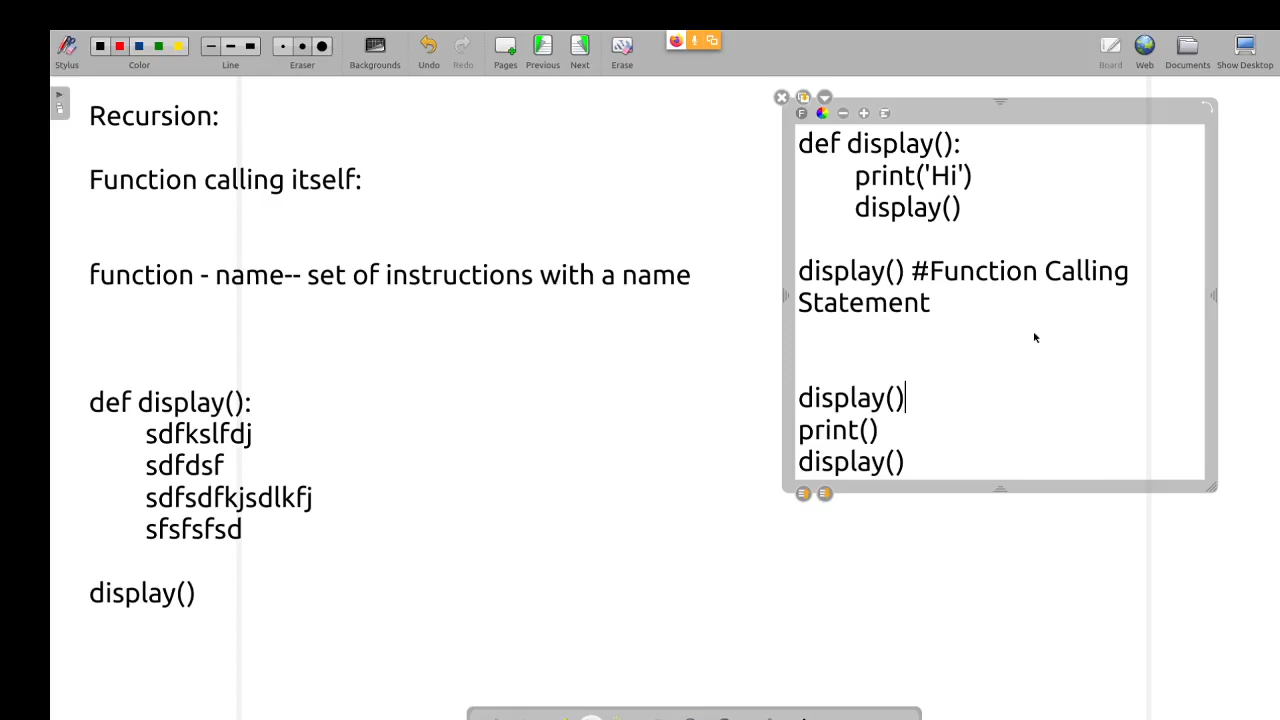 Stylus
Color
Line
Eraser
Backgrounds
Undo
Redo
Pages
Previous
Next
Erase
Board
Web
Documents
Show Desktop
Recursion:
Function calling itself:
function - name-- set of instructions with a name
def display():
sdfkslfdj
sdfdsf
sdfsdfkjsdlkfj
sfsfsfsd
display()
F
def display():
print('Hi')
display()
display() #Function Calling
Statement
display()
print()
display()